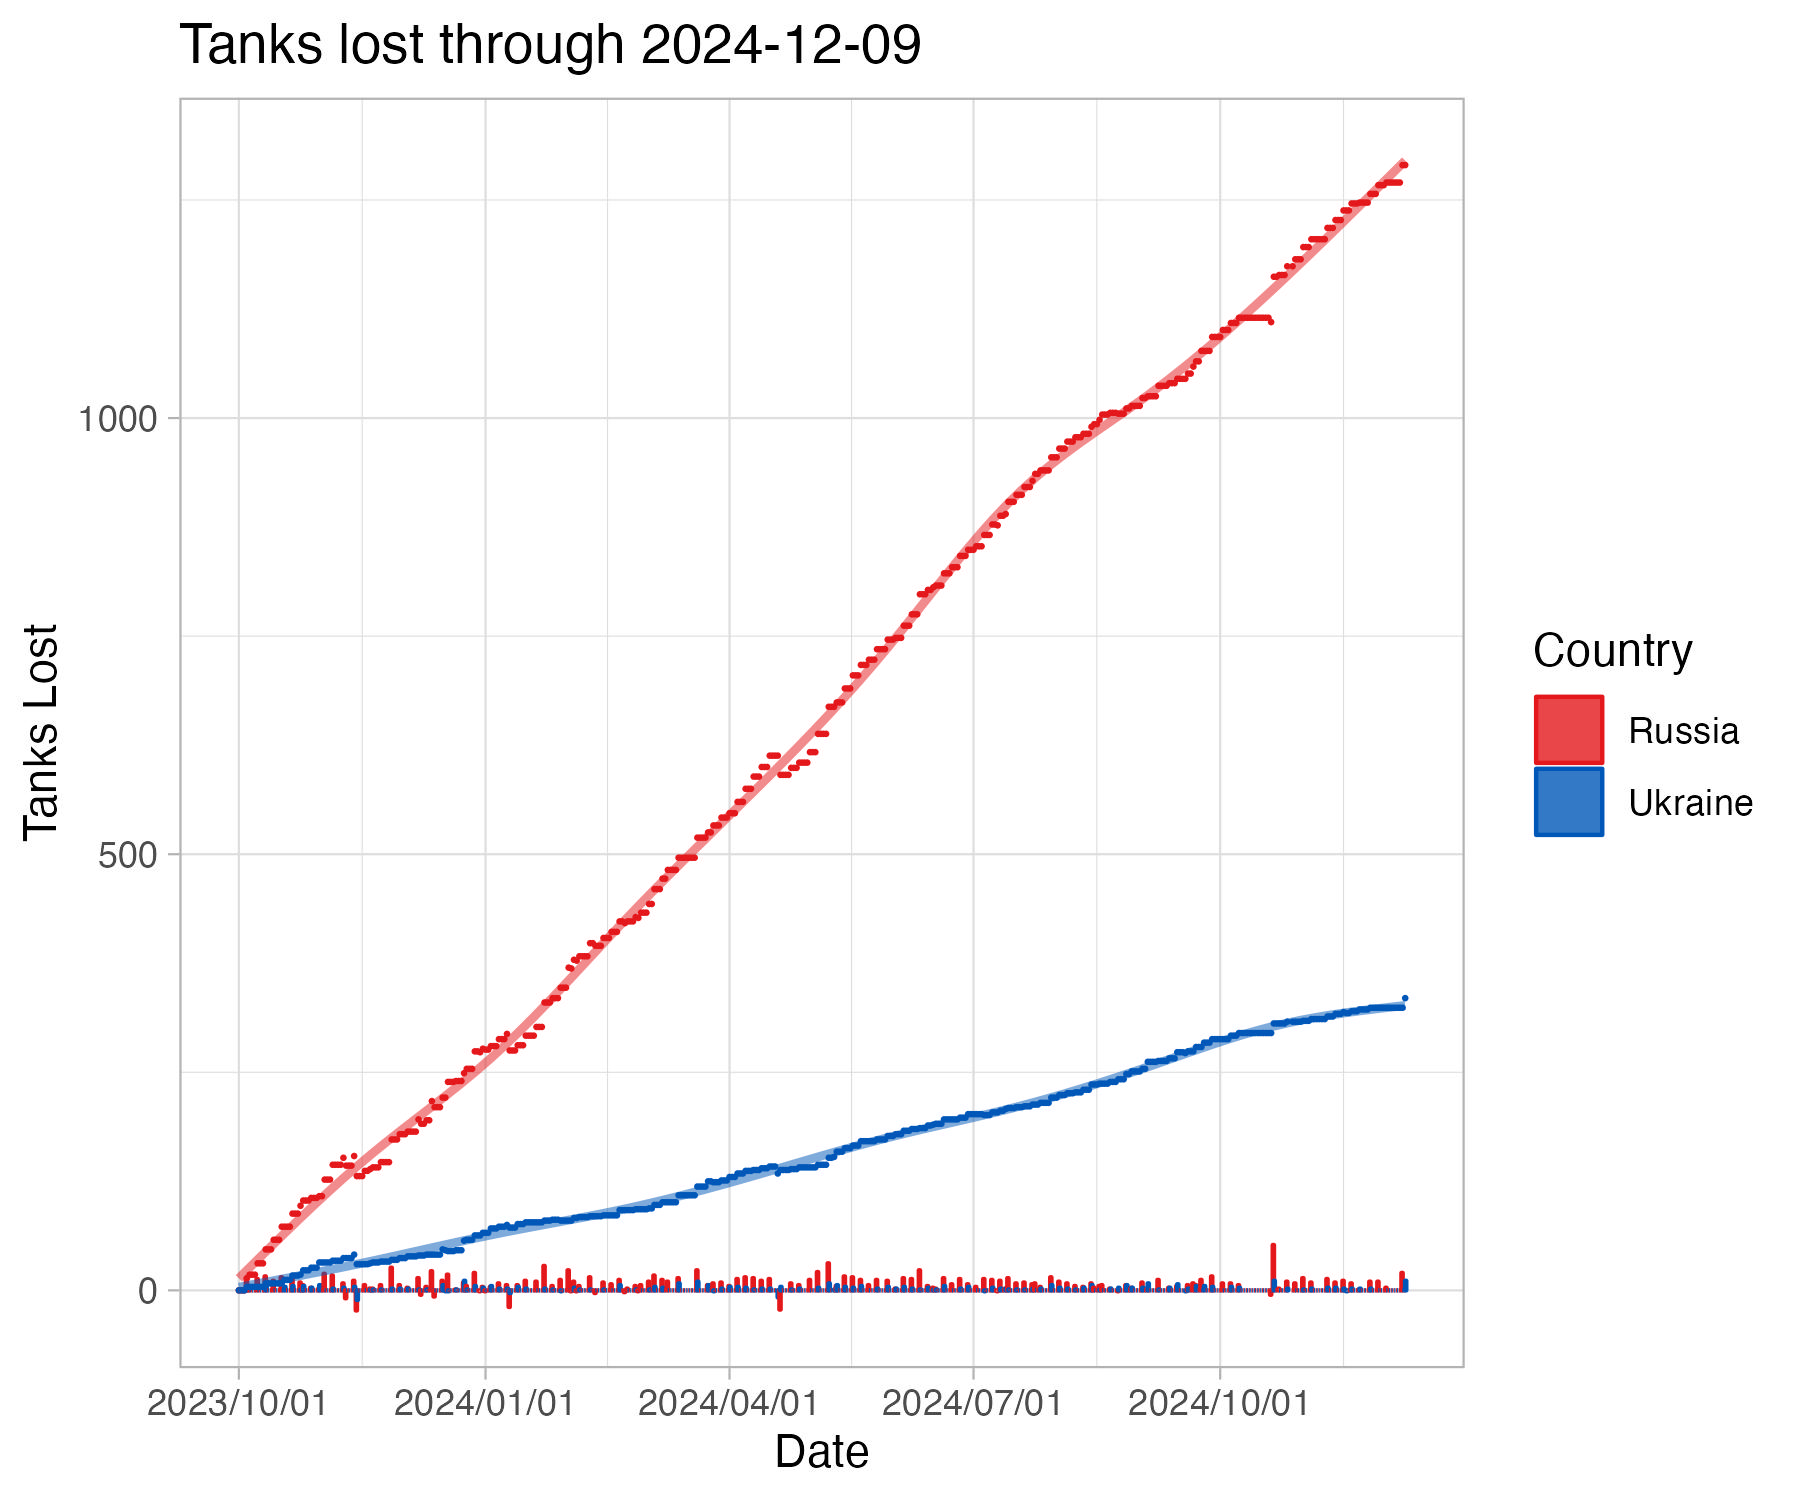 Tanks lost through 2024-12-09
Tanks Lost
1000
500
0
2023/10/01 2024/01/01 2024/04/01 2024/07/01 2024/10/01
Date
Country
Russia
Ukraine